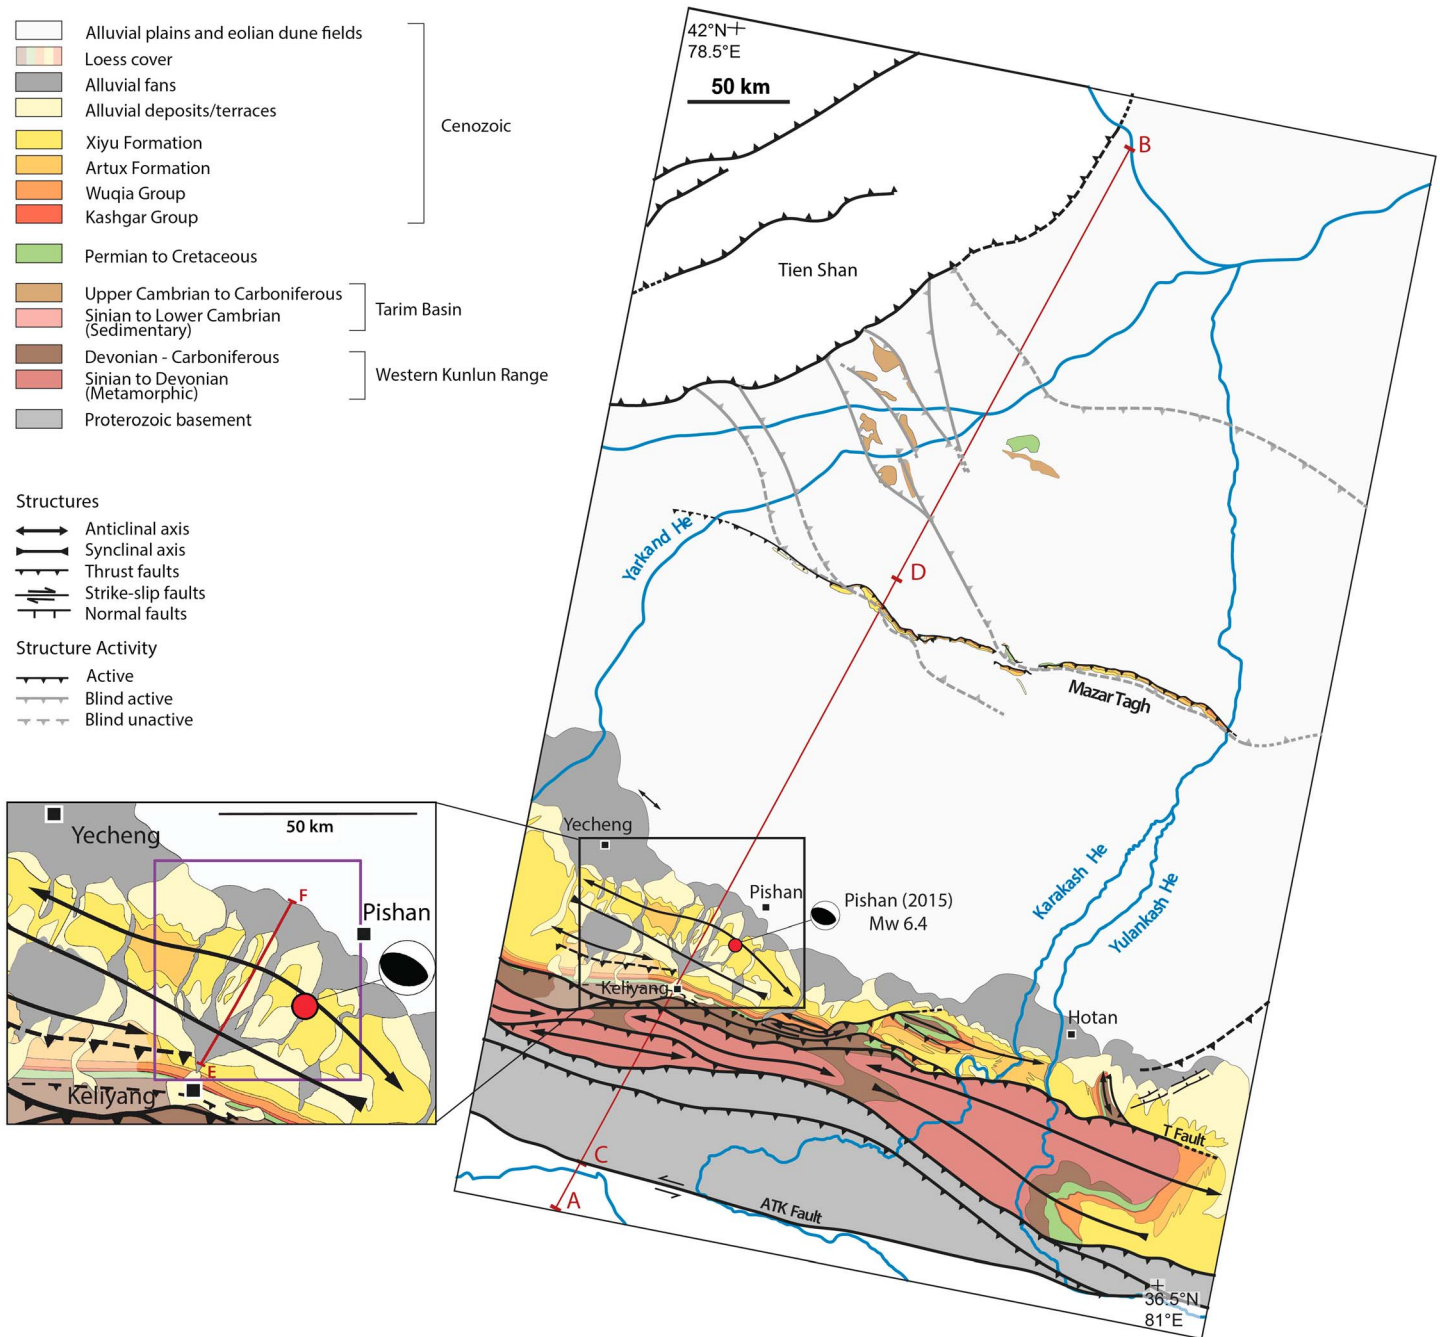 Alluvial plains and eolian dune fields
Loess cover
Alluvial fans
Alluvial deposits/terraces
Xiyu Formation
Artux Formation
Wuqia Group
Kashgar Group
Cenozoic
Permian to Cretaceous
Upper Cambrian to Carboniferous
Sinian to Lower Cambrian
(Sedimentary)
Tarim Basin
Devonian - Carboniferous
Sinian to Devonian
(Metamorphic)
Western Kunlun Range
Proterozoic basement
Structures
Anticlinal axis
Synclinal axis
Thrust faults
Strike-slip faults
Normal faults
Structure Activity
Active
Blind active
Blind unactive
42°N
78.5°E
50 km
B
Tien Shan
Yarkand He
D
Mazar Tagh
Yecheng
Pishan
Pishan (2015)
Mw 6.4
Karakash He
Yulankash He
Keliyang
Hotan
T Fault
C
A
ATK Fault
36.5°N
81°E
Yecheng
50 km
F
Pishan
E
Keliyang